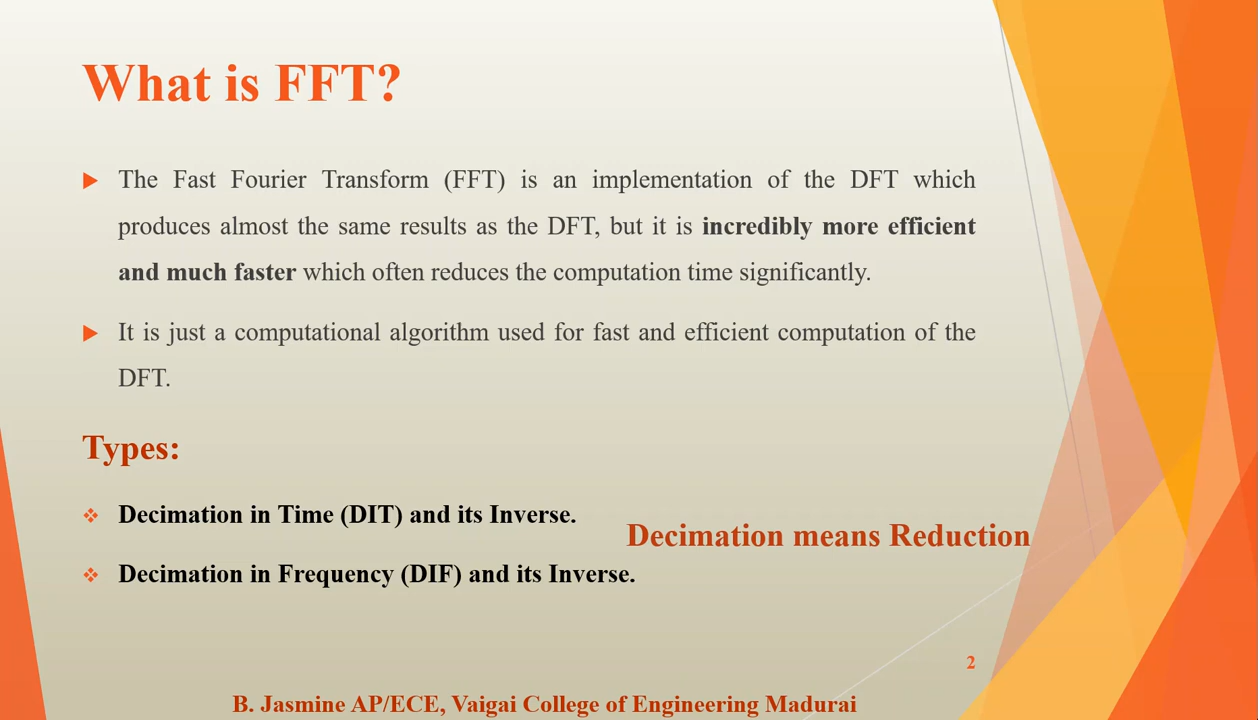 What is FFT?
The Fast Fourier Transform (FFT) is an implementation of the DFT which
produces almost the same results as the DFT, but it is incredibly more efficient
and much faster which often reduces the computation time significantly.
It is just a computational algorithm used for fast and efficient computation of the
DFT.
Types:
Decimation in Time (DIT) and its Inverse.
Decimation means Reduction
Decimation in Frequency (DIF) and its Inverse.
2
B. Jasmine AP/ECE, Vaigai College of Engineering Madurai